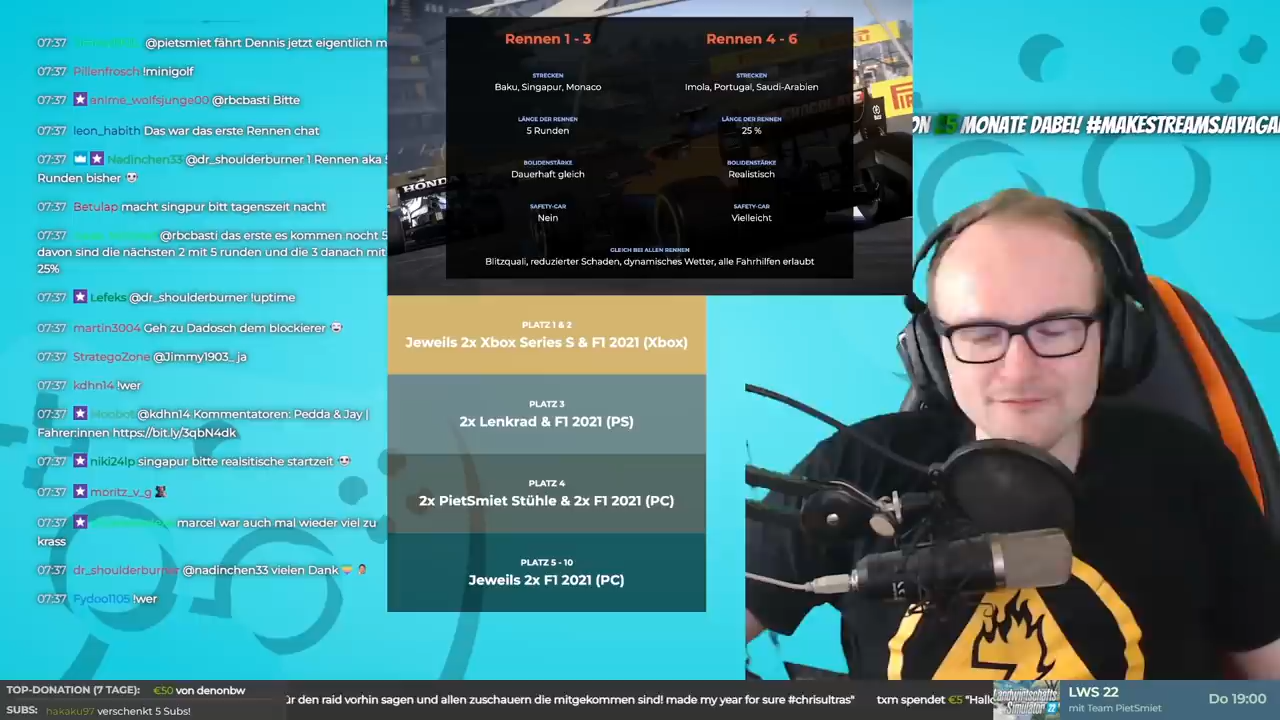 07:37 @pietsmiet fährt Dennis jetzt eigentlich m
07:37 Pillenfrosch !minigolf
07:37 anime_wolfsjunge00 @rbcbasti Bitte
07:37 leon_habith Das war das erste Rennen chat
07:37 Nadinchen33 @dr_shoulderburner 1 Rennen aka 5
Runden bisher
07:37 Betulap macht singpur bitt tagenszeit nacht
07:37 @rbcbasti das erste es kommen noch 5
davon sind die nächsten 2 mit 5 runden und die 3 danach mit
25%
07:37 Lefeks @dr_shoulderburner !uptime
07:37 martin3004 Geh zu Dadosch dem blockierer
07:37 StrategoZone @Jimmy1903_ ja
07:37 kdhn14 !wer
07:37 Moobot @kdhn14 Kommentatoren: Pedda & Jay |
Fahrer:innen https://bit.ly/3qbN4dk
07:37 niki24lp singapur bitte realsitische startzeit
07:37 moritz_v_g
07:37 marcel war auch mal wieder viel zu
krass
07:37 dr_shoulderburner @nadinchen33 vielen Dank
07:37 Pydoo1105 !wer
Rennen 1 - 3
STRECKEN
Baku, Singapur, Monaco
LÄNGE DER RENNEN
5 Runden
BOLIDENSTÄRKE
Dauerhaft gleich
SAFETY-CAR
Nein
Rennen 4 - 6
STRECKEN
Imola, Portugal, Saudi-Arabien
LÄNGE DER RENNEN
25 %
BOLIDENSTÄRKE
Realistisch
SAFETY-CAR
Vielleicht
GLEICH BEI ALLEN RENNEN
Blitzquali, reduzierter Schaden, dynamisches Wetter, alle Fahrhilfen erlaubt
HONDA
PLATZ 1 & 2
Jeweils 2x Xbox Series S & F1 2021 (Xbox)
PLATZ 3
2x Lenkrad & F1 2021 (PS)
PLATZ 4
2x PietSmiet Stühle & 2x F1 2021 (PC)
PLATZ 5 - 10
Jeweils 2x F1 2021 (PC)
ON 25 MONATE DABEI! #MAKESTREAMSJAYAGA
TOP-DONATION (7 TAGE): €50 von denonbw
SUBS: hakaku97 verschenkt 5 Subs!
ür morhin sagen und allen zuschauern die mitgekommen sind! made my year for sure #chrisultras" txm spendet €5 "Hallo
Landwirtschafts Simulator 22
LWS 22
mit Team PietSmiet
Do 19:00